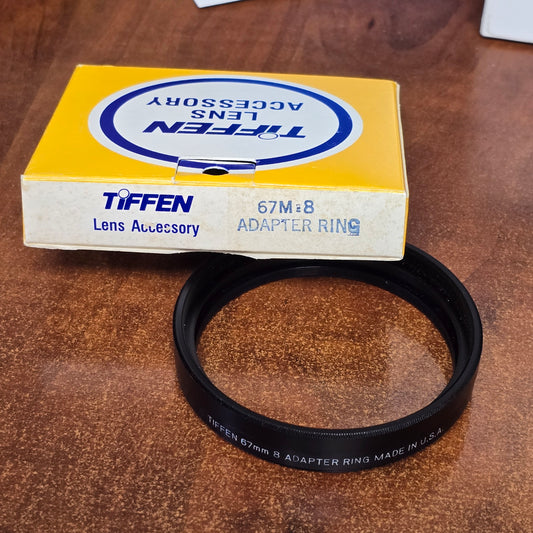 TIFFEN
LENS
ACCESSORY
TIFFEN
Lens Accessory
67M-8
ADAPTER RING
TIFFEN 67mm 8 ADAPTER RING MADE IN U.S.A.